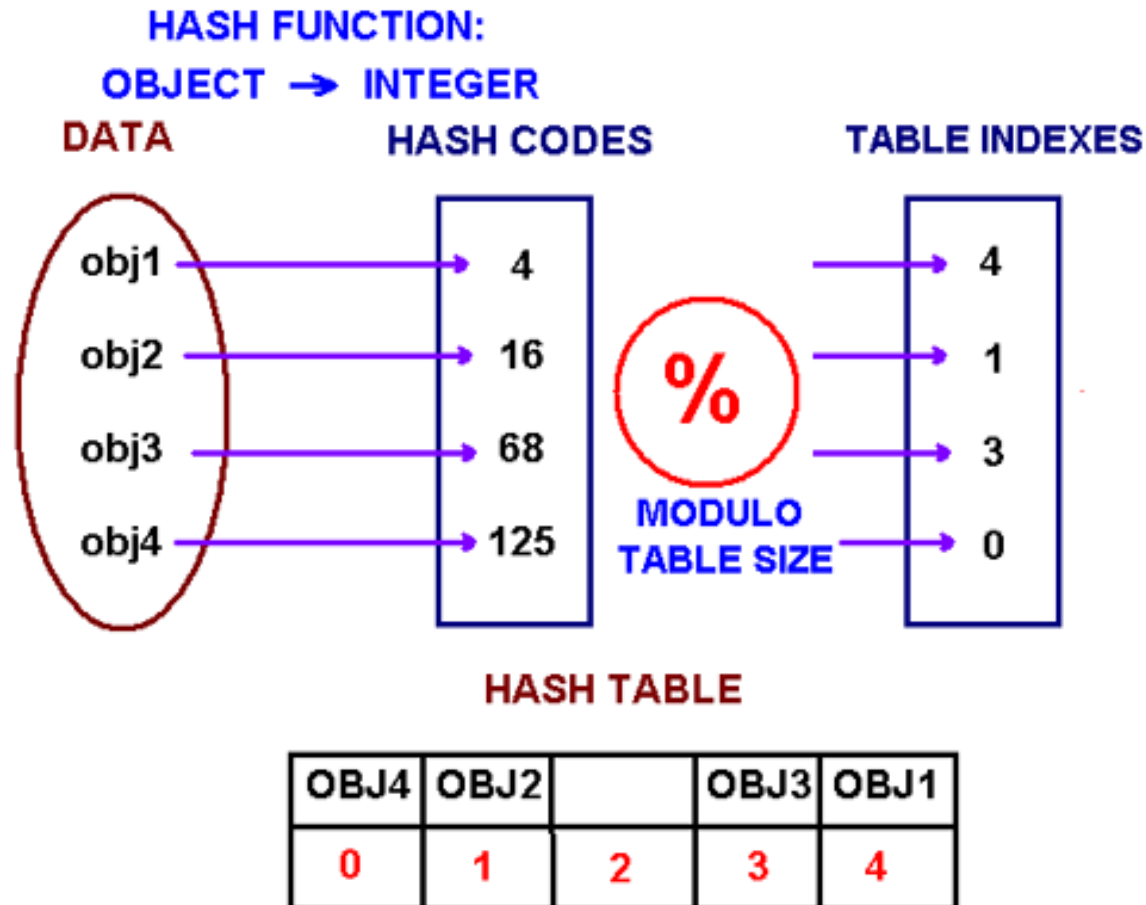 HASH FUNCTION:
OBJECT → INTEGER
DATA
HASH CODES
TABLE INDEXES
obj1
4
4
obj2
16
1
obj3
68
3
obj4
125
0
%
MODULO
TABLE SIZE
HASH TABLE
OBJ4 OBJ2 OBJ3 OBJ1
0 1 2 3 4